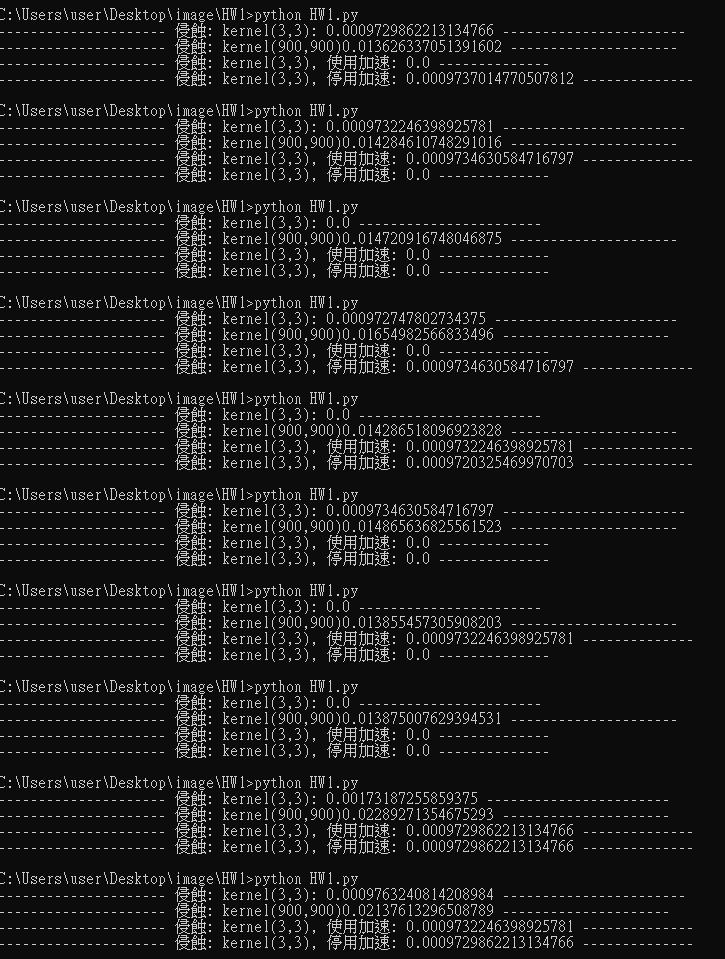 C:\Users\user\Desktop\image\HW1>python HW1.py
--------------------- 侵蝕: kernel(3,3): 0.0009729862213134766 -----------------------
--------------------- 侵蝕: kernel(900,900)0.013626337051391602 ---------------------
--------------------- 侵蝕: kernel(3,3), 使用加速: 0.0 --------------
--------------------- 侵蝕: kernel(3,3), 停用加速: 0.0009737014770507812 --------------
C:\Users\user\Desktop\image\HW1>python HW1.py
--------------------- 侵蝕: kernel(3,3): 0.0009732246398925781 -----------------------
--------------------- 侵蝕: kernel(900,900)0.014284610748291016 ---------------------
--------------------- 侵蝕: kernel(3,3), 使用加速: 0.0009734630584716797 --------------
--------------------- 侵蝕: kernel(3,3), 停用加速: 0.0 --------------
C:\Users\user\Desktop\image\HW1>python HW1.py
--------------------- 侵蝕: kernel(3,3): 0.0 -----------------------
--------------------- 侵蝕: kernel(900,900)0.014720916748046875 ---------------------
--------------------- 侵蝕: kernel(3,3), 使用加速: 0.0 --------------
--------------------- 侵蝕: kernel(3,3), 停用加速: 0.0 --------------
C:\Users\user\Desktop\image\HW1>python HW1.py
--------------------- 侵蝕: kernel(3,3): 0.000972747802734375 -----------------------
--------------------- 侵蝕: kernel(900,900)0.01654982566833496 ---------------------
--------------------- 侵蝕: kernel(3,3), 使用加速: 0.0 --------------
--------------------- 侵蝕: kernel(3,3), 停用加速: 0.0009734630584716797 --------------
C:\Users\user\Desktop\image\HW1>python HW1.py
--------------------- 侵蝕: kernel(3,3): 0.0 -----------------------
--------------------- 侵蝕: kernel(900,900)0.014286518096923828 ---------------------
--------------------- 侵蝕: kernel(3,3), 使用加速: 0.0009732246398925781 --------------
--------------------- 侵蝕: kernel(3,3), 停用加速: 0.0009720325469970703 --------------
C:\Users\user\Desktop\image\HW1>python HW1.py
--------------------- 侵蝕: kernel(3,3): 0.0009734630584716797 -----------------------
--------------------- 侵蝕: kernel(900,900)0.014865636825561523 ---------------------
--------------------- 侵蝕: kernel(3,3), 使用加速: 0.0 --------------
--------------------- 侵蝕: kernel(3,3), 停用加速: 0.0 --------------
C:\Users\user\Desktop\image\HW1>python HW1.py
--------------------- 侵蝕: kernel(3,3): 0.0 -----------------------
--------------------- 侵蝕: kernel(900,900)0.013855457305908203 ---------------------
--------------------- 侵蝕: kernel(3,3), 使用加速: 0.0009732246398925781 --------------
--------------------- 侵蝕: kernel(3,3), 停用加速: 0.0 --------------
C:\Users\user\Desktop\image\HW1>python HW1.py
--------------------- 侵蝕: kernel(3,3): 0.0 -----------------------
--------------------- 侵蝕: kernel(900,900)0.013875007629394531 ---------------------
--------------------- 侵蝕: kernel(3,3), 使用加速: 0.0 --------------
--------------------- 侵蝕: kernel(3,3), 停用加速: 0.0 --------------
C:\Users\user\Desktop\image\HW1>python HW1.py
--------------------- 侵蝕: kernel(3,3): 0.00173187255859375 -----------------------
--------------------- 侵蝕: kernel(900,900)0.02289271354675293 ---------------------
--------------------- 侵蝕: kernel(3,3), 使用加速: 0.0009729862213134766 --------------
--------------------- 侵蝕: kernel(3,3), 停用加速: 0.0009729862213134766 --------------
C:\Users\user\Desktop\image\HW1>python HW1.py
--------------------- 侵蝕: kernel(3,3): 0.0009763240814208984 -----------------------
--------------------- 侵蝕: kernel(900,900)0.02137613296508789 ---------------------
--------------------- 侵蝕: kernel(3,3), 使用加速: 0.0009732246398925781 --------------
--------------------- 侵蝕: kernel(3,3), 停用加速: 0.0009729862213134766 --------------